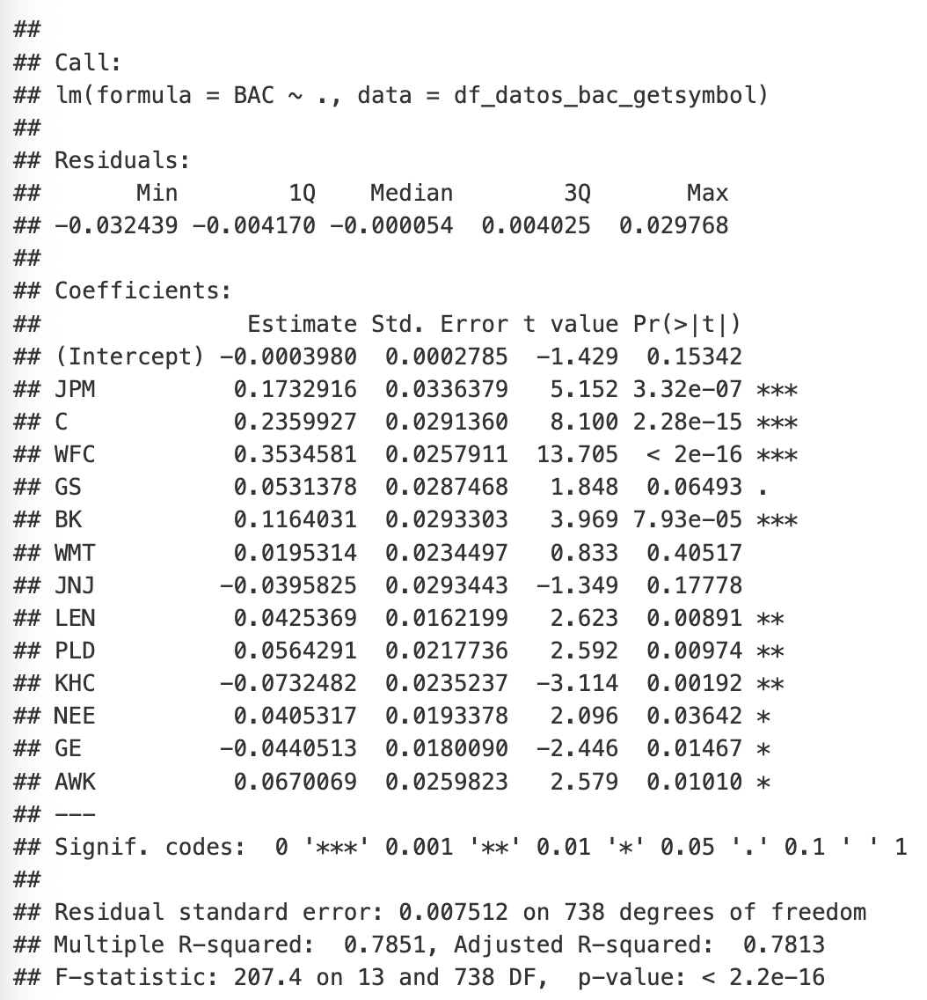 ##
## Call:
## lm(formula = BAC ~ ., data = df_datos_bac_getsymbol)
##
## Residuals:
##       Min        1Q    Median        3Q       Max
## −0.032439 −0.004170 −0.000054  0.004025  0.029768
##
## Coefficients:
##               Estimate Std. Error t value Pr(>|t|)
## (Intercept) −0.0003980  0.0002785  −1.429  0.15342
## JPM          0.1732916  0.0336379   5.152 3.32e−07 ***
## C            0.2359927  0.0291360   8.100 2.28e−15 ***
## WFC          0.3534581  0.0257911  13.705  < 2e−16 ***
## GS           0.0531378  0.0287468   1.848  0.06493 .
## BK           0.1164031  0.0293303   3.969 7.93e−05 ***
## WMT          0.0195314  0.0234497   0.833  0.40517
## JNJ         −0.0395825  0.0293443  −1.349  0.17778
## LEN          0.0425369  0.0162199   2.623  0.00891 **
## PLD          0.0564291  0.0217736   2.592  0.00974 **
## KHC         −0.0732482  0.0235237  −3.114  0.00192 **
## NEE          0.0405317  0.0193378   2.096  0.03642 *
## GE          −0.0440513  0.0180090  −2.446  0.01467 *
## AWK          0.0670069  0.0259823   2.579  0.01010 *
## −−−
## Signif. codes:  0 '***' 0.001 '**' 0.01 '*' 0.05 '.' 0.1 ' ' 1
##
## Residual standard error: 0.007512 on 738 degrees of freedom
## Multiple R−squared:  0.7851, Adjusted R−squared:  0.7813
## F−statistic: 207.4 on 13 and 738 DF,  p−value: < 2.2e−16